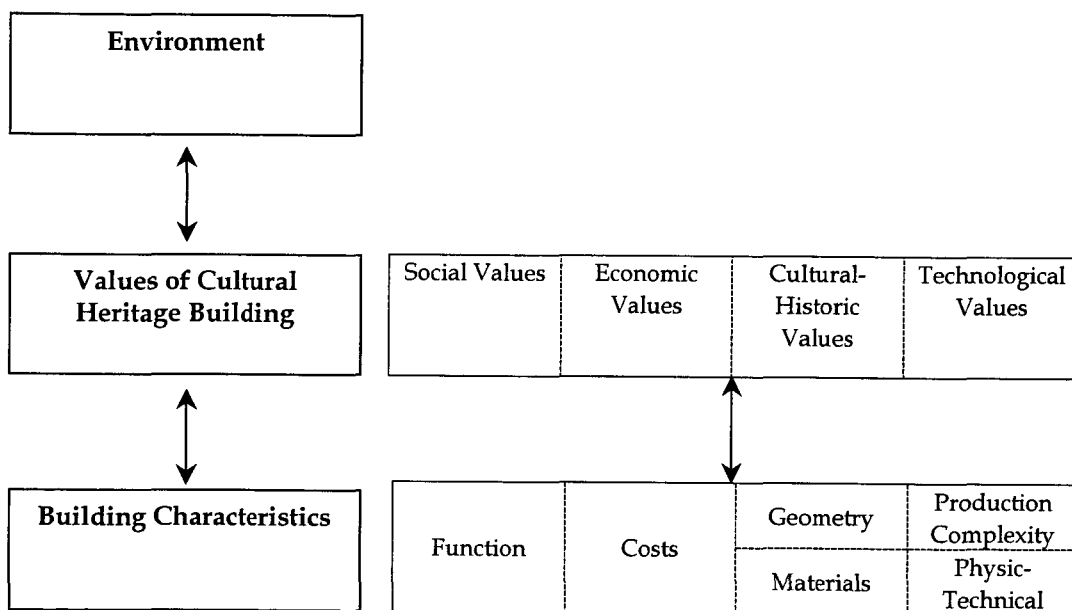 Environment
Values of Cultural
Heritage Building
Social Values
Economic
Values
Cultural-
Historic
Values
Technological
Values
Building Characteristics
Function
Costs
Geometry
Materials
Production
Complexity
Physic-
Technical